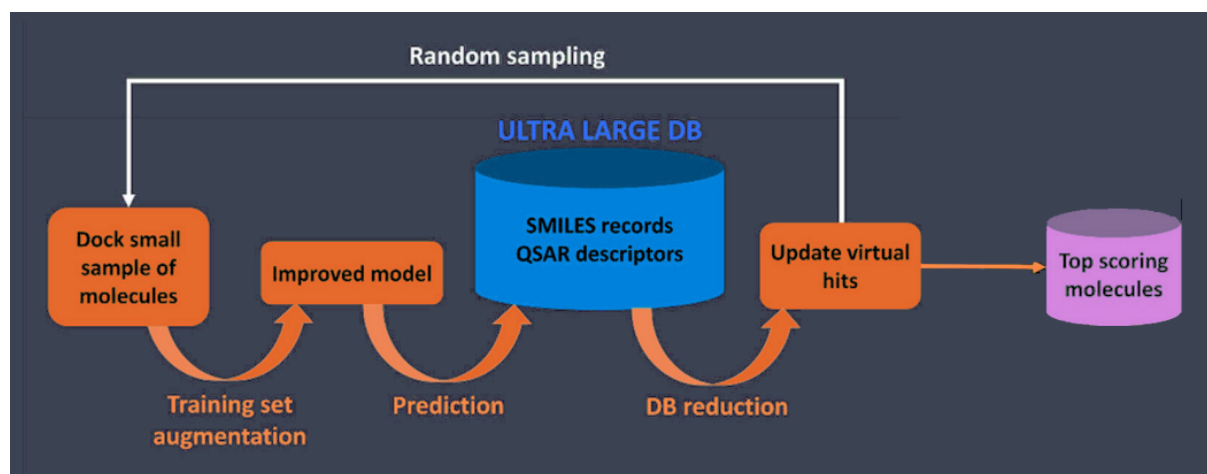 Random sampling
ULTRA LARGE DB
Dock small
sample of
molecules
Improved model
SMILES records
QSAR descriptors
Update virtual
hits
Top scoring
molecules
Training set
augmentation
Prediction
DB reduction